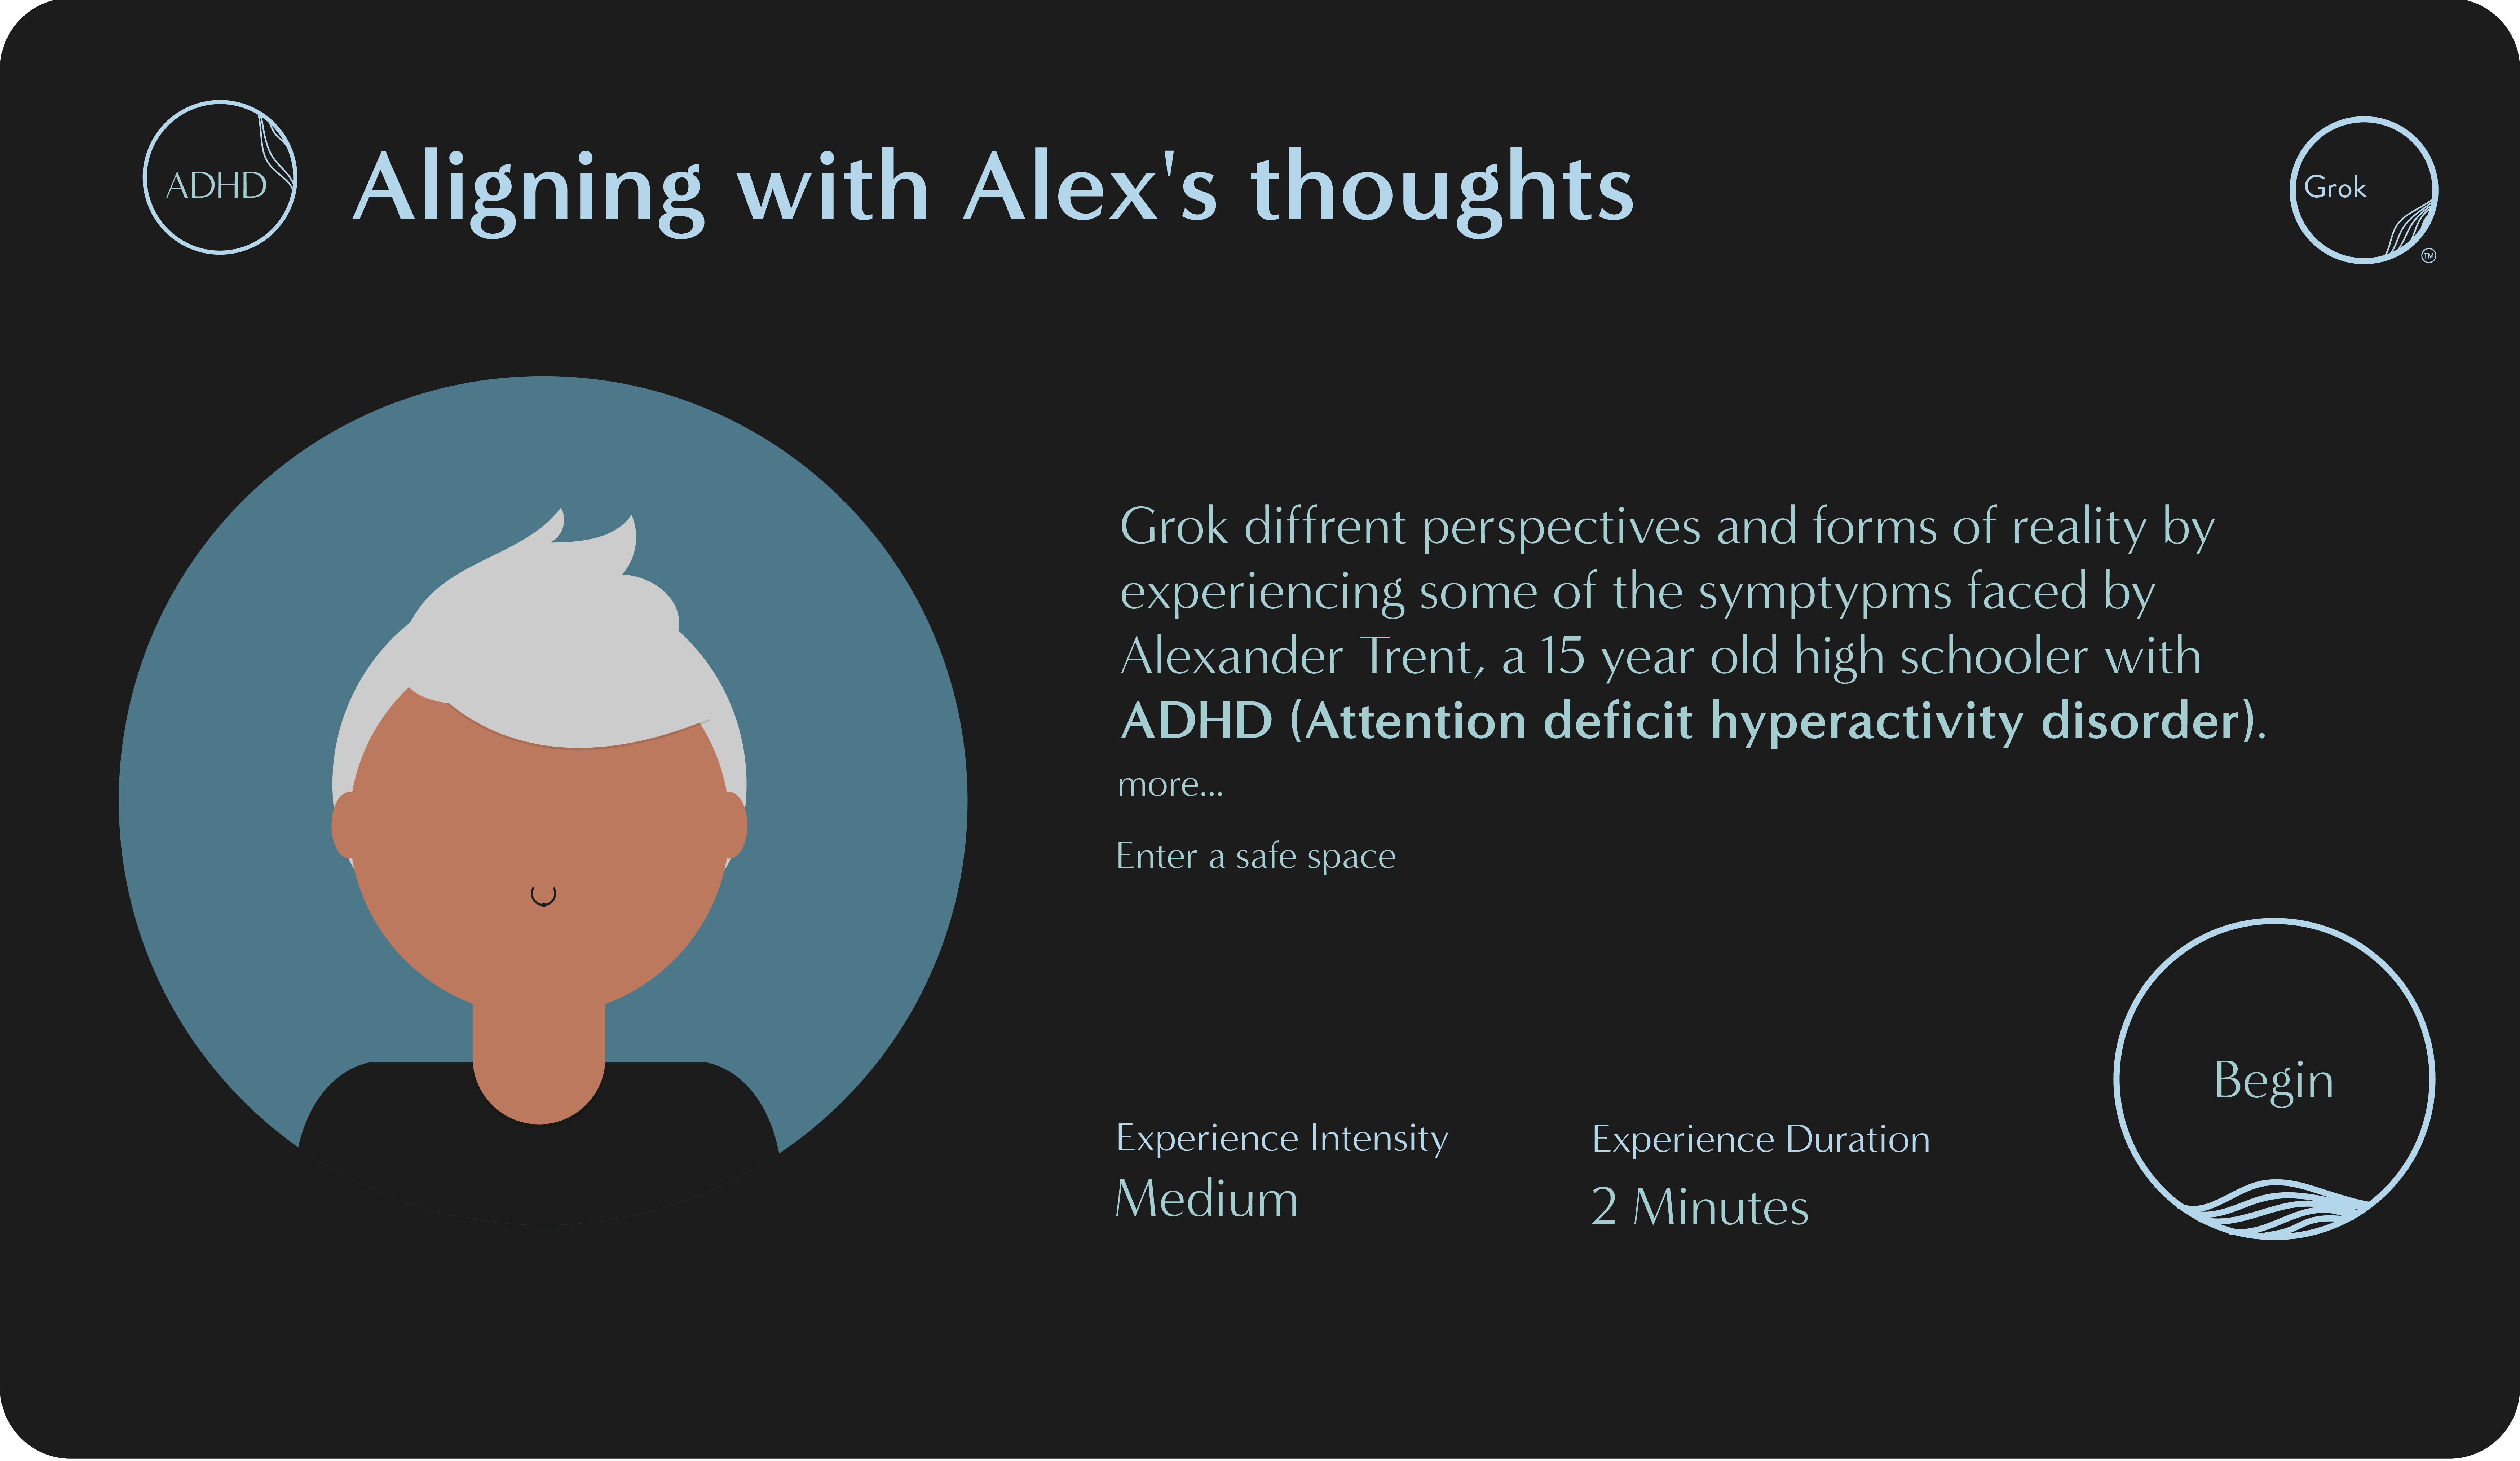 ADHD
Aligning with Alex's thoughts
Grok
TM
Grok diffrent perspectives and forms of reality by
experiencing some of the symptypms faced by
Alexander Trent, a 15 year old high schooler with
ADHD (Attention deficit hyperactivity disorder).
more...
Enter a safe space
Begin
Experience Intensity
Medium
Experience Duration
2 Minutes